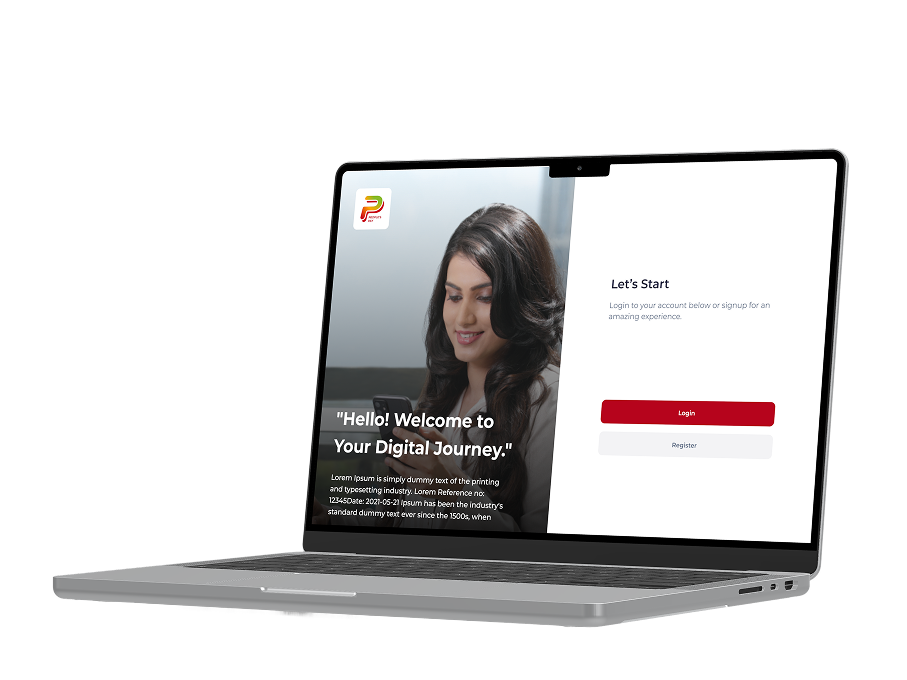 PEOPLE'S
PAY
"Hello! Welcome to
Your Digital Journey."
Lorem Ipsum is simply dummy text of the printing
and typesetting industry. Lorem Reference no:
12345Date: 2021-05-21 Ipsum has been the industry's
standard dummy text ever since the 1500s, when
Let's Start
Login to your account below or signup for an
amazing experience.
Login
Register